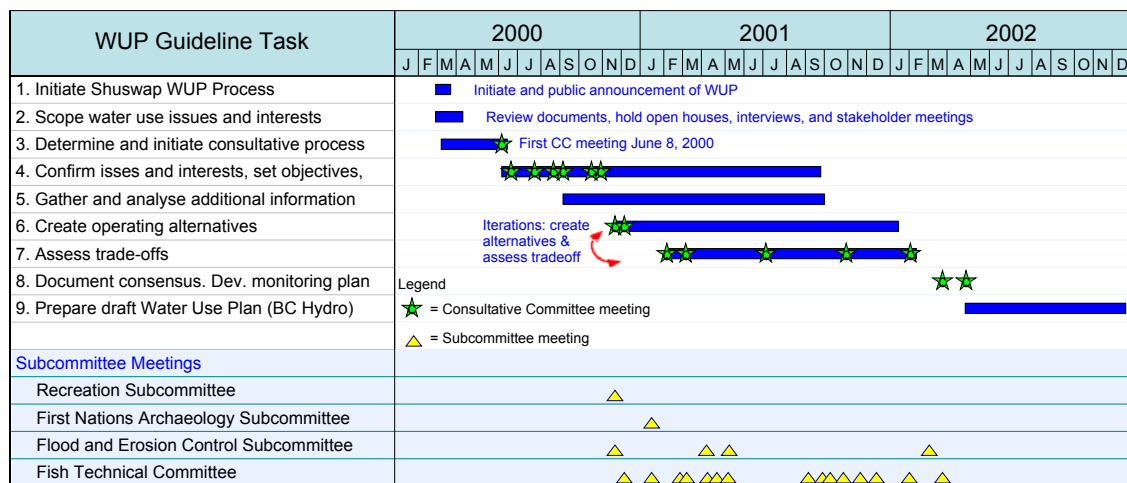 WUP Guideline Task 2000 2001 2002
J F M A M J J A S O N D J F M A M J J A S O N D J F M A M J J A S O N D
1. Initiate Shuswap WUP Process Initiate and public announcement of WUP
2. Scope water use issues and interests Review documents, hold open houses, interviews, and stakeholder meetings
3. Determine and initiate consultative process First CC meeting June 8, 2000
4. Confirm isses and interests, set objectives,
5. Gather and analyse additional information
6. Create operating alternatives Iterations: create
alternatives &
7. Assess trade-offs assess tradeoff
8. Document consensus. Dev. monitoring plan Legend
9. Prepare draft Water Use Plan (BC Hydro) = Consultative Committee meeting
= Subcommittee meeting
Subcommittee Meetings
Recreation Subcommittee
First Nations Archaeology Subcommittee
Flood and Erosion Control Subcommittee
Fish Technical Committee